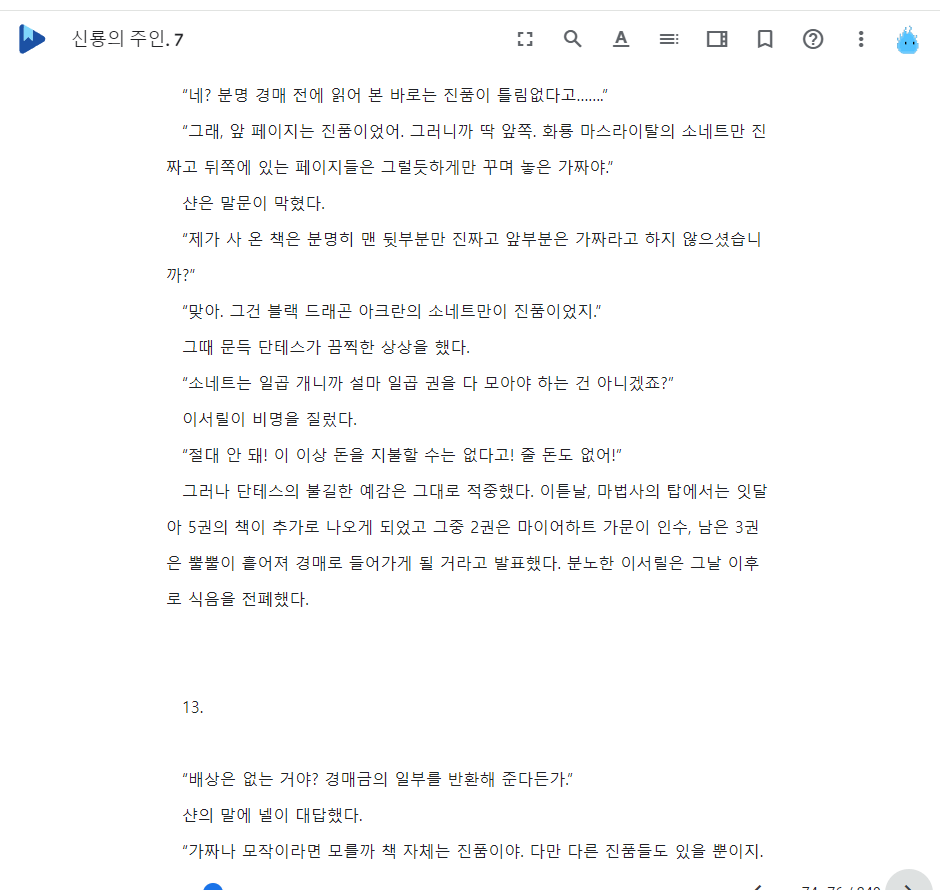 신룡의 주인. 7
“네? 분명 경매 전에 읽어 본 바로는 진품이 틀림없다고…….”
“그래, 앞 페이지는 진품이었어. 그러니까 딱 앞쪽. 화룡 마스라이탈의 소네트만 진
짜고 뒤쪽에 있는 페이지들은 그럴듯하게만 꾸며 놓은 가짜야.”
샨은 말문이 막혔다.
“제가 사 온 책은 분명히 맨 뒷부분만 진짜고 앞부분은 가짜라고 하지 않으셨습니
까?”
“맞아. 그건 블랙 드래곤 아크란의 소네트만이 진품이었지.”
그때 문득 단테스가 끔찍한 상상을 했다.
“소네트는 일곱 개니까 설마 일곱 권을 다 모아야 하는 건 아니겠죠?”
이서릴이 비명을 질렀다.
“절대 안 돼! 이 이상 돈을 지불할 수는 없다고! 줄 돈도 없어!”
그러나 단테스의 불길한 예감은 그대로 적중했다. 이튿날, 마법사의 탑에서는 잇달
아 5권의 책이 추가로 나오게 되었고 그중 2권은 마이어하트 가문이 인수, 남은 3권
은 뿔뿔이 흩어져 경매로 들어가게 될 거라고 발표했다. 분노한 이서릴은 그날 이후
로 식음을 전폐했다.
13.
“배상은 없는 거야? 경매금의 일부를 반환해 준다든가.”
샨의 말에 넬이 대답했다.
“가짜나 모작이라면 모를까 책 자체는 진품이야. 다만 다른 진품들도 있을 뿐이지.